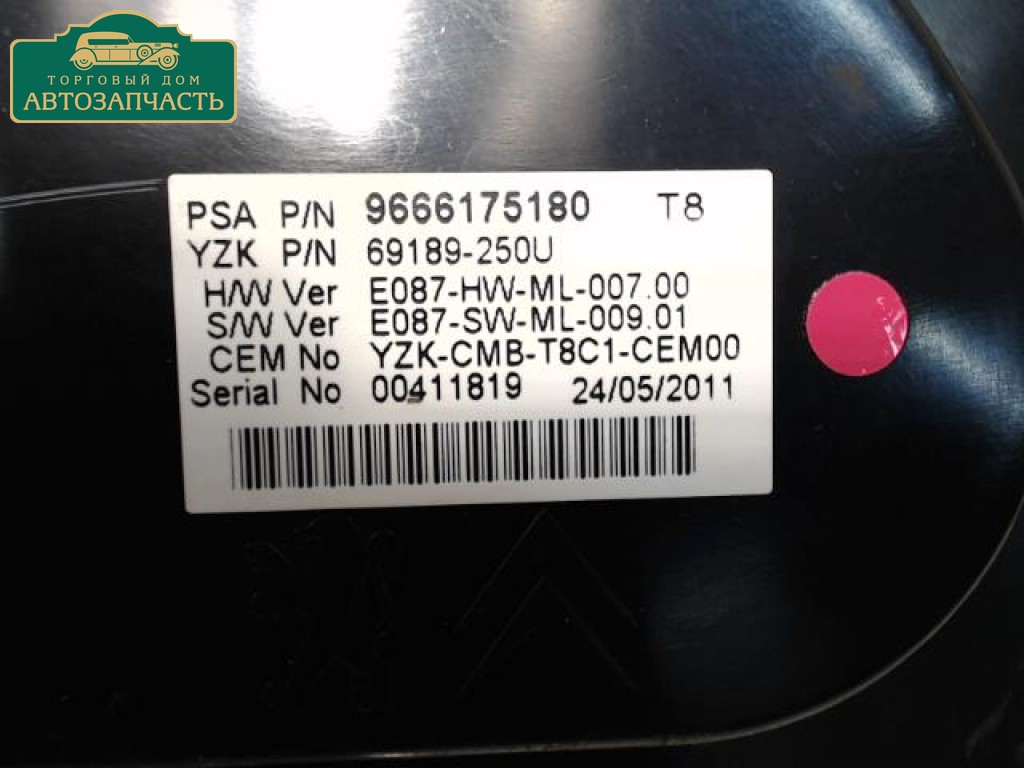 ТОРГОВЫЙ ДОМ
АВТОЗАПЧАСТЬ
PSA P/N 9666175180 T8
YZK P/N 69189-250U
H/W Ver E087-HW-ML-007.00
S/W Ver E087-SW-ML-009.01
CEM No YZK-CMB-T8C1-CEM00
Serial No 00411819 24/05/2011